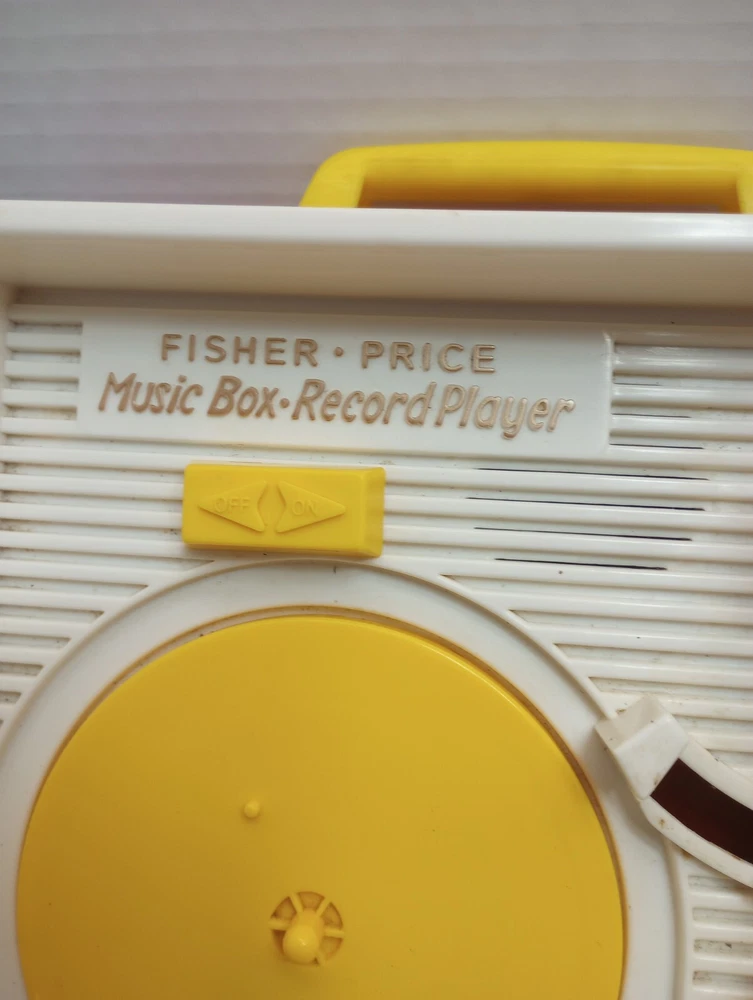 FISHER · PRICE
Music Box · Record Player
OFF ON